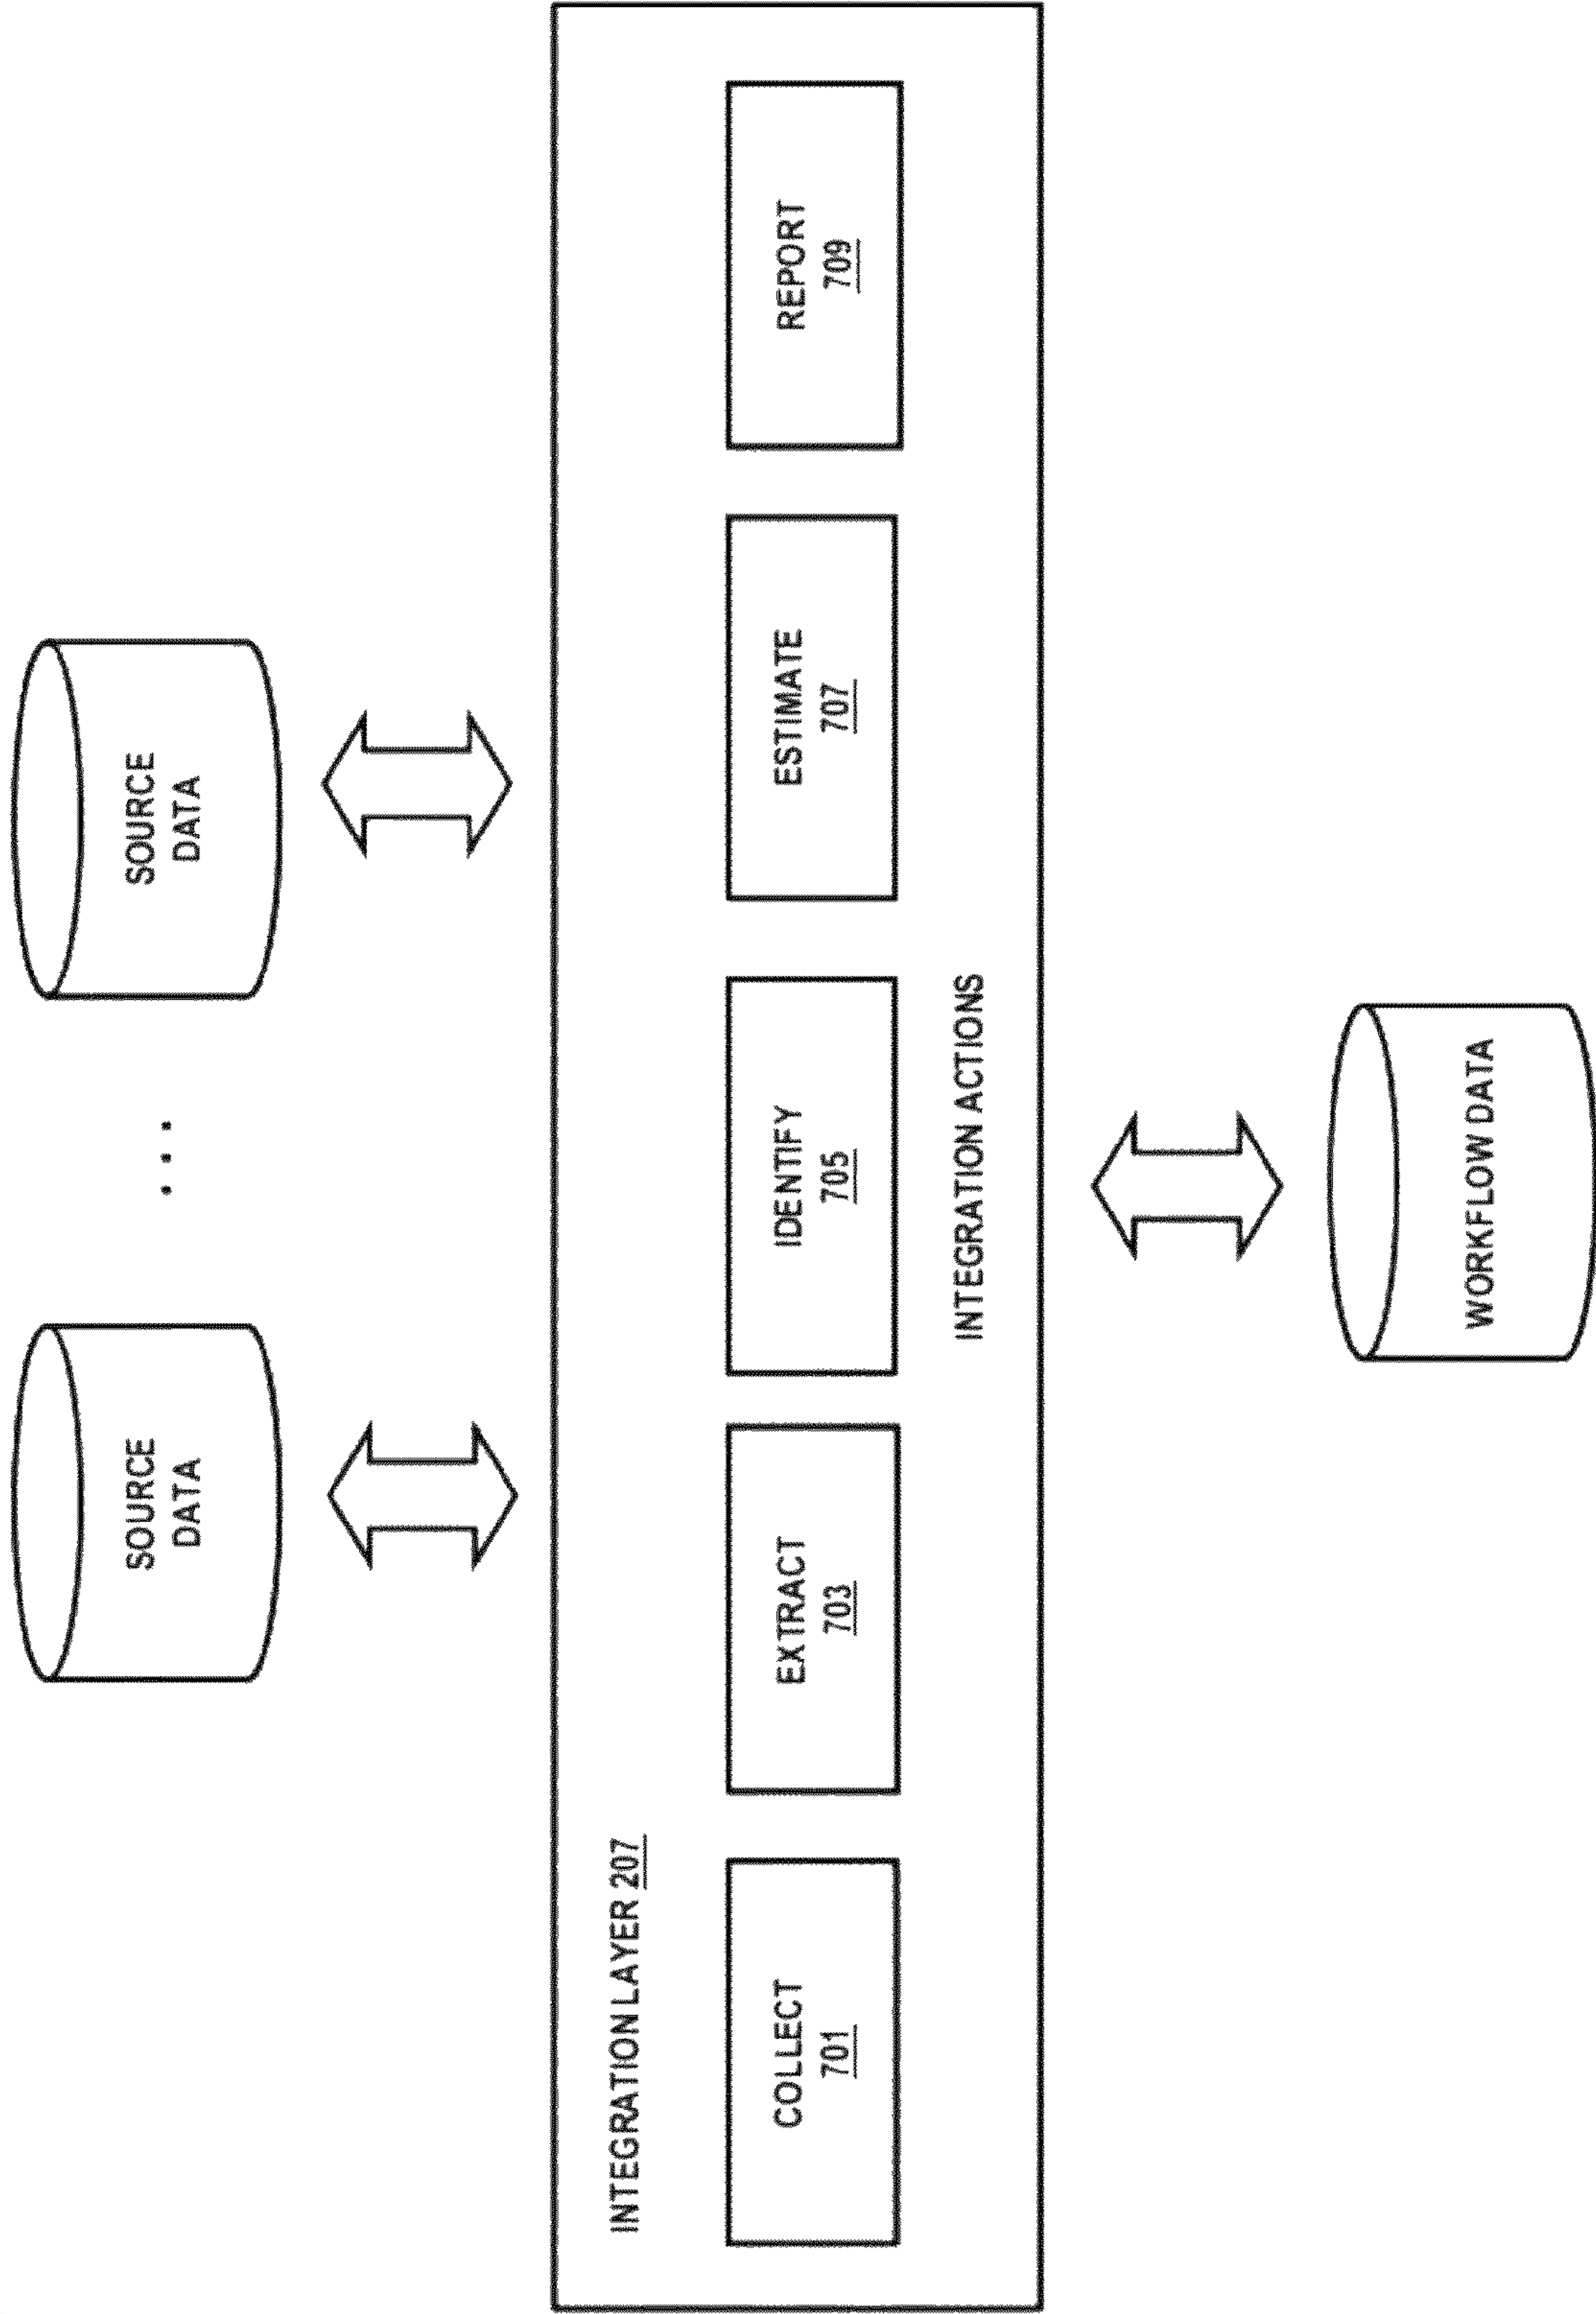 SOURCE
DATA
. . .
SOURCE
DATA
INTEGRATION LAYER 207
COLLECT
701
EXTRACT
703
IDENTIFY
705
ESTIMATE
707
REPORT
709
INTEGRATION ACTIONS
WORKFLOW DATA